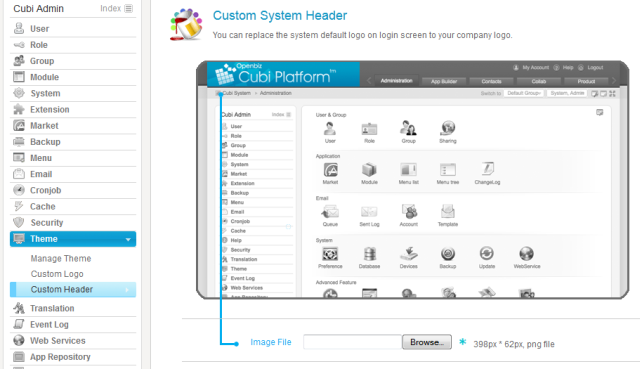 Cubi Admin Index
User
Role
Group
Module
System
Extension
Market
Backup
Menu
Email
Cronjob
Cache
Security
Theme
Manage Theme
Custom Logo
Custom Header
Translation
Event Log
Web Services
App Repository
Custom System Header
You can replace the system default logo on login screen to your company logo.
Openbiz
Cubi Platform™
My Account Help Logout
Administration App Builder Contacts Collab Product
Cubi System > Administration
Switch to Default Group System, Admin
Cubi Admin Index
User
Role
Group
Module
System
Market
Extension
Backup
Menu
Email
Cronjob
Cache
Help
Security
Translation
Theme
Event Log
Web Services
App Repository
User & Group
User Role Group Sharing
Application
Market Module Menu list Menu tree ChangeLog
Email
Queue Sent Log Account Template
System
Preference Database Devices Backup Update WebService
Advanced Feature
Image File Browse... * 398px * 62px, png file